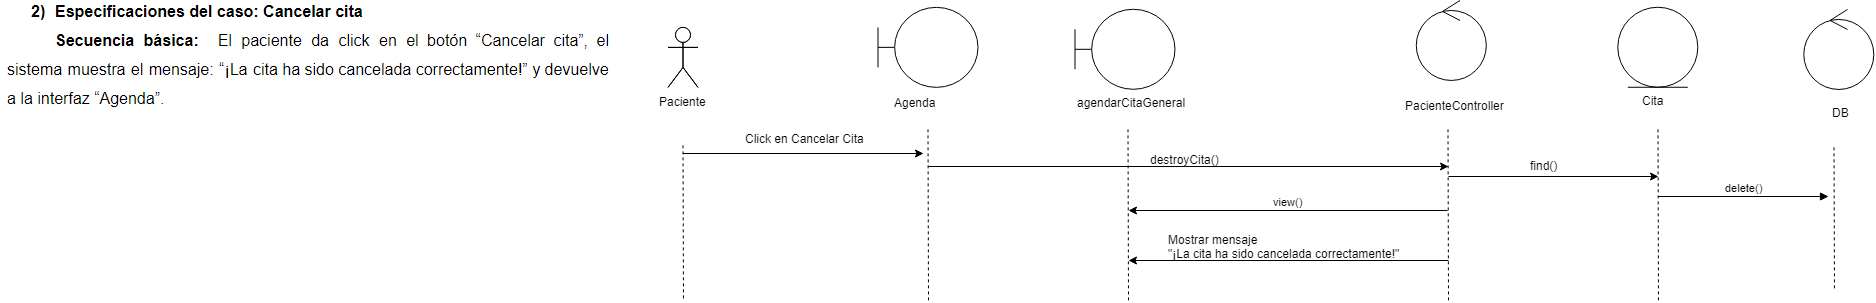 2) Especificaciones del caso: Cancelar cita
Secuencia básica: El paciente da click en el botón “Cancelar cita”, el
sistema muestra el mensaje: “¡La cita ha sido cancelada correctamente!” y devuelve
a la interfaz “Agenda”.
Paciente
Agenda
agendarCitaGeneral
PacienteController
Cita
DB
Click en Cancelar Cita
destroyCita()
find()
delete()
view()
Mostrar mensaje
"¡La cita ha sido cancelada correctamente!"